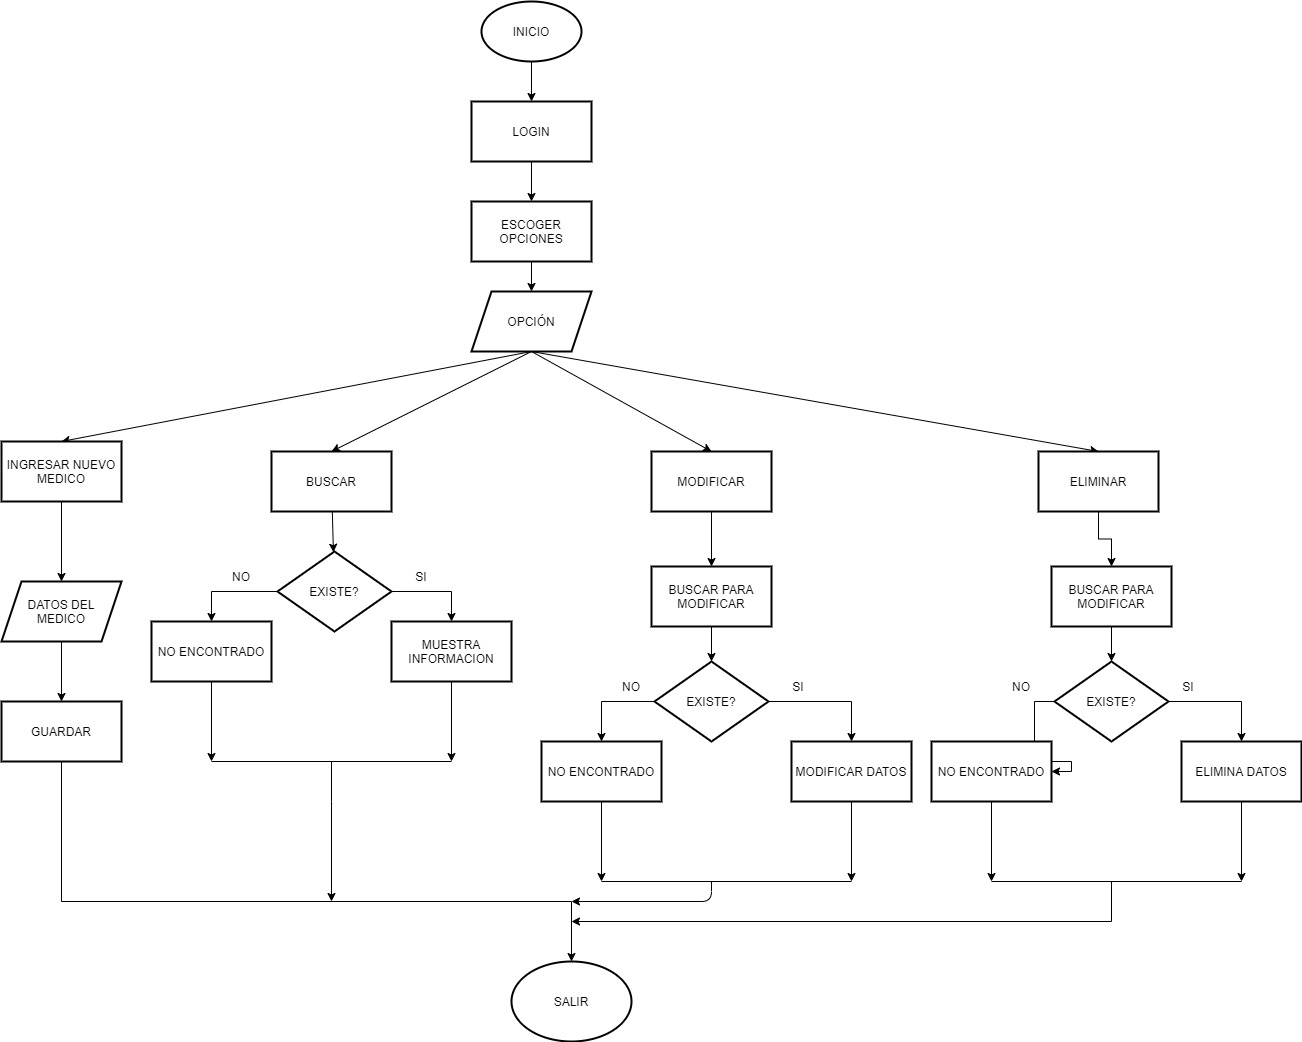 INICIO
LOGIN
ESCOGER
OPCIONES
OPCIÓN
INGRESAR NUEVO
MEDICO
BUSCAR
MODIFICAR
ELIMINAR
DATOS DEL
MEDICO
GUARDAR
NO
EXISTE?
SI
NO ENCONTRADO
MUESTRA
INFORMACION
BUSCAR PARA
MODIFICAR
NO
EXISTE?
SI
NO ENCONTRADO
MODIFICAR DATOS
BUSCAR PARA
MODIFICAR
NO
EXISTE?
SI
NO ENCONTRADO
ELIMINA DATOS
SALIR